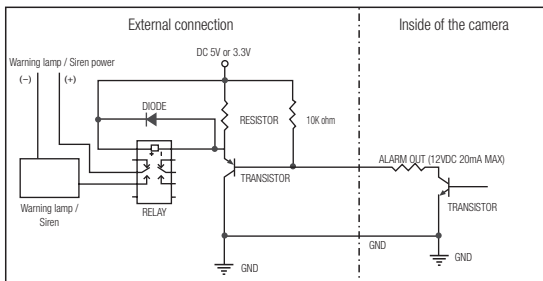 External connection
Inside of the camera
DC 5V or 3.3V
Warning lamp / Siren power
(−)
(+)
DIODE
RESISTOR
10K ohm
ALARM OUT (12VDC 20mA MAX)
TRANSISTOR
TRANSISTOR
Warning lamp /
Siren
RELAY
GND
GND
GND